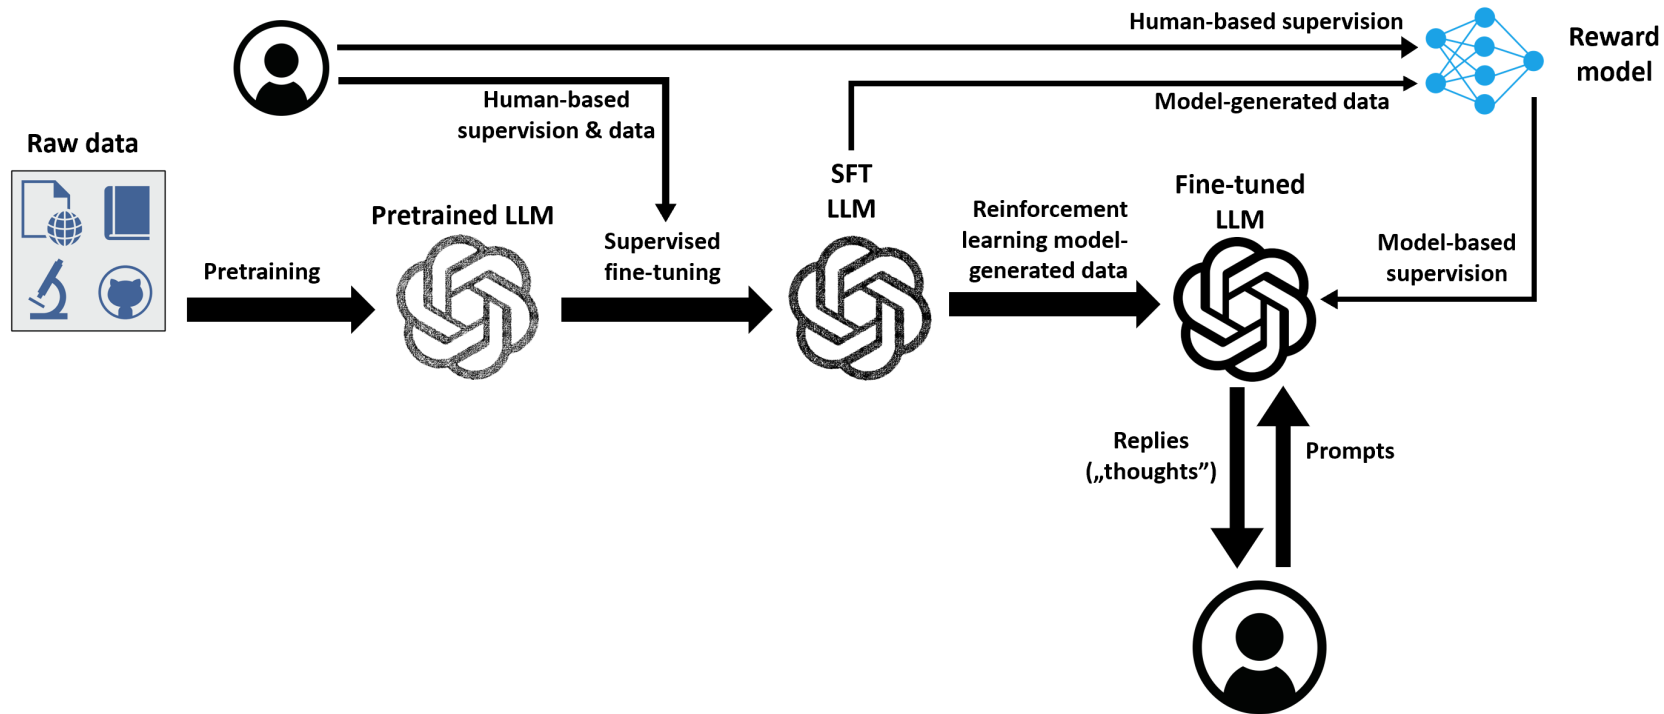 Human-based supervision
Reward
model
Human-based
supervision & data
Model-generated data
Raw data
Pretrained LLM
SFT
LLM
Fine-tuned
LLM
Pretraining
Supervised
fine-tuning
Reinforcement
learning model-
generated data
Model-based
supervision
Replies
(„thoughts”)
Prompts